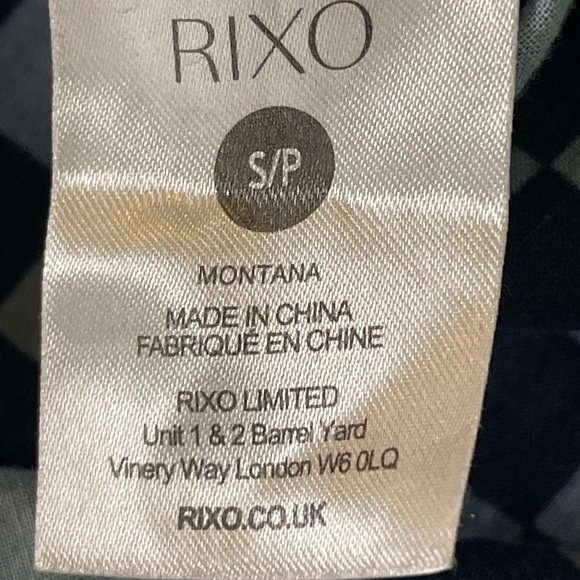 RIXO
S/P
MONTANA
MADE IN CHINA
FABRIQUÉ EN CHINE
RIXO LIMITED
Unit 1 & 2 Barrel Yard
Vinery Way London W6 0LQ
RIXO.CO.UK